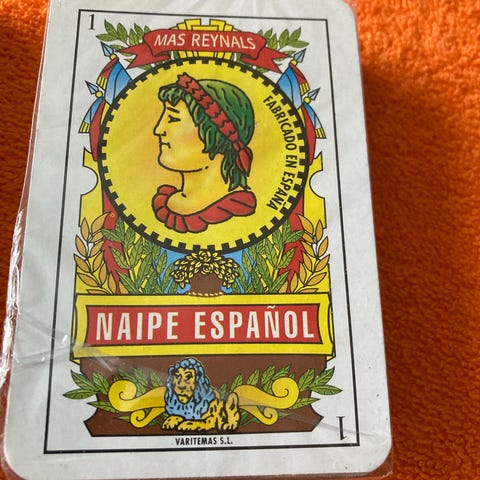 1
MAS REYNALS
FABRICADO EN ESPAÑA
NAIPE ESPAÑOL
VARITEMAS S.L.
1